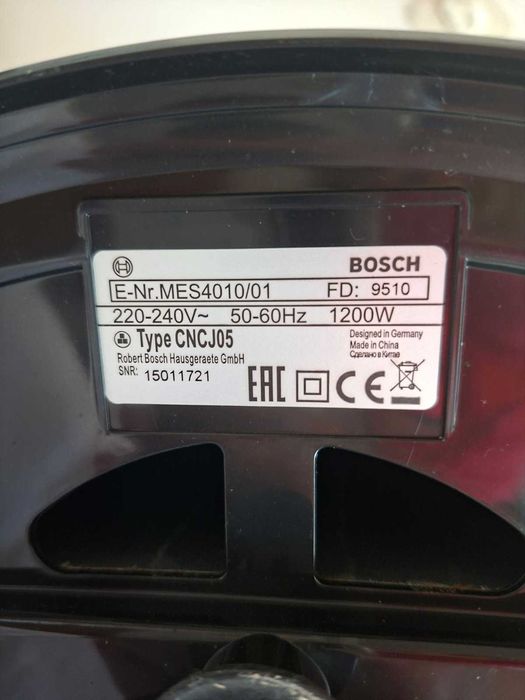 BOSCH
E-Nr.MES4010/01 FD: 9510
220-240V~ 50-60Hz 1200W
Type CNCJ05
Designed in Germany
Made in China
Сделано в Китае
Robert Bosch Hausgeraete GmbH
SNR: 15011721
EAC CE